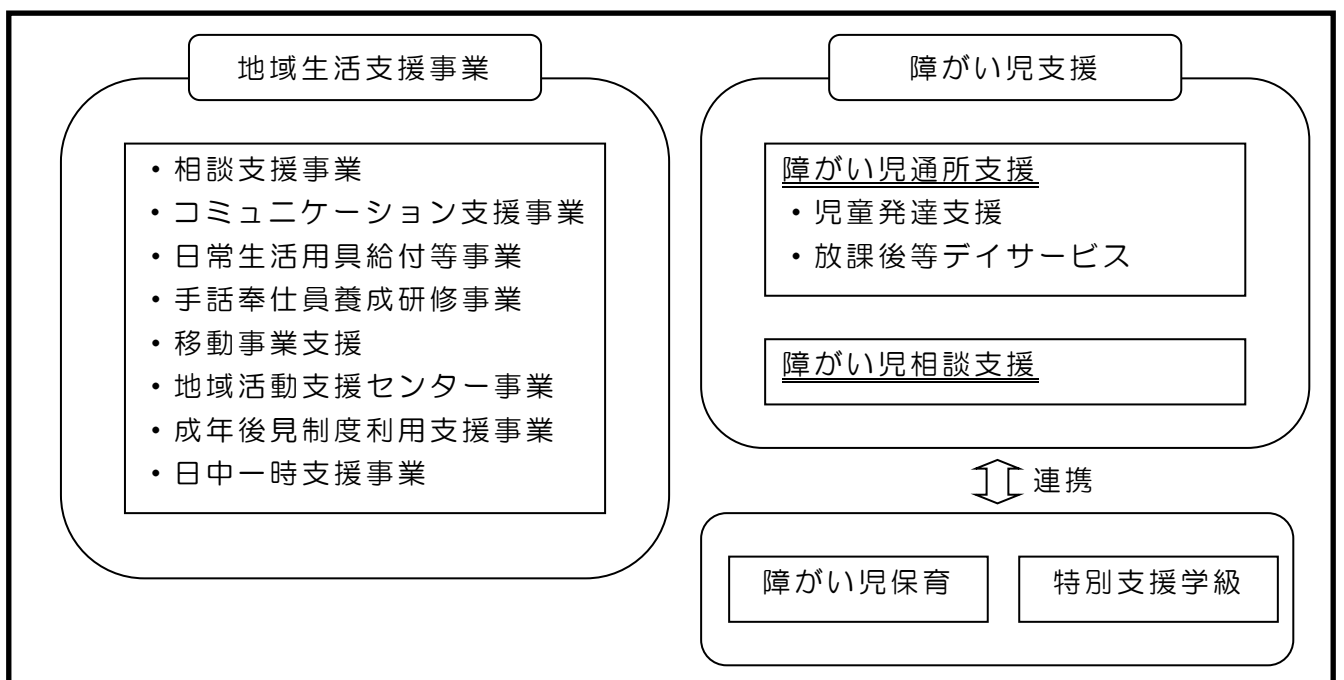 地域生活支援事業
・相談支援事業
・コミュニケーション支援事業
・日常生活用具給付等事業
・手話奉仕員養成研修事業
・移動事業支援
・地域活動支援センター事業
・成年後見制度利用支援事業
・日中一時支援事業
障がい児支援
障がい児通所支援
・児童発達支援
・放課後等デイサービス
障がい児相談支援
連携
障がい児保育
特別支援学級